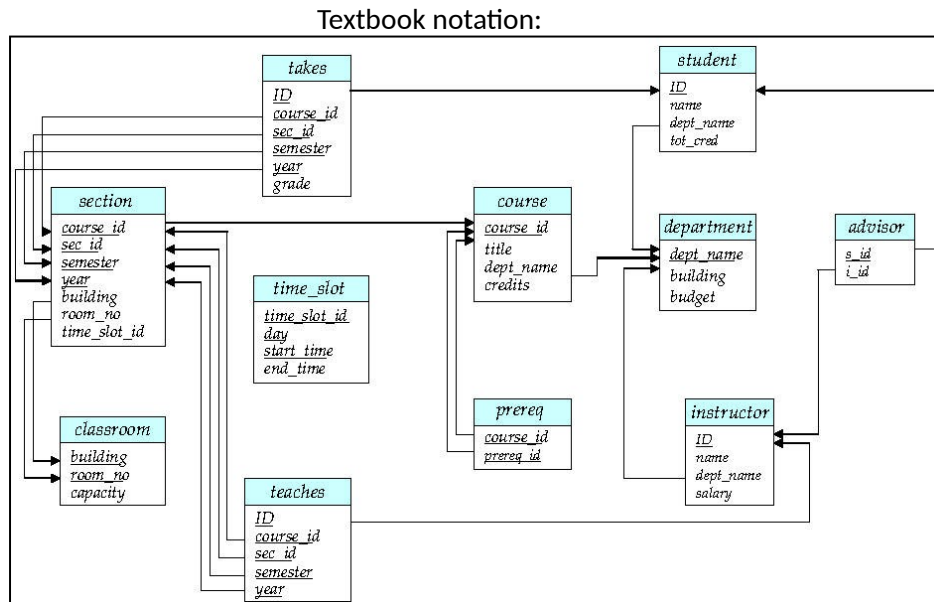 Textbook notation:
takes
ID
course_id
sec_id
semester
year
grade
student
ID
name
dept_name
tot_cred
section
course_id
sec_id
semester
year
building
room_no
time_slot_id
course
course_id
title
dept_name
credits
department
dept_name
building
budget
advisor
s_id
i_id
time_slot
time_slot_id
day
start_time
end_time
prereq
course_id
prereq_id
instructor
ID
name
dept_name
salary
classroom
building
room_no
capacity
teaches
ID
course_id
sec_id
semester
year